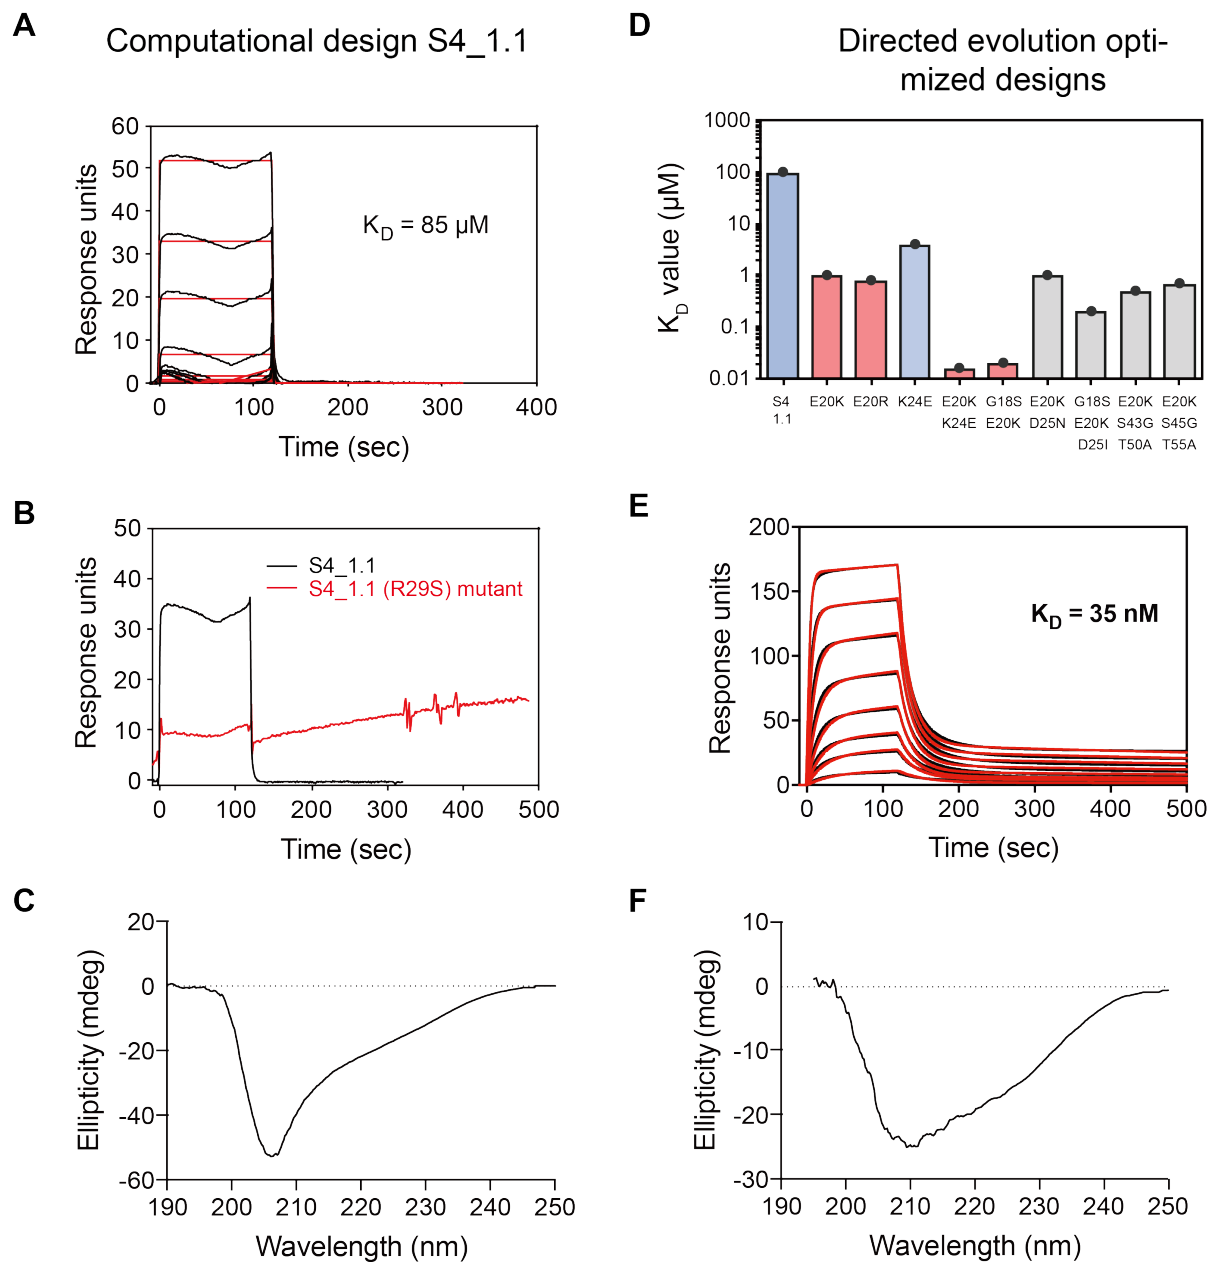 A
Computational design S4_1.1
60
50
40
30
20
10
0
Response units
K_D = 85 µM
0
100
200
300
400
Time (sec)
B
50
40
30
20
10
0
Response units
S4_1.1
S4_1.1 (R29S) mutant
0
100
200
300
400
500
Time (sec)
C
20
0
-20
-40
-60
Ellipticity (mdeg)
190
200
210
220
230
240
250
Wavelength (nm)
D
Directed evolution opti-
mized designs
1000
100
10
1
0.1
0.01
K_D value (µM)
S4
1.1
E20K
E20R
K24E
E20K
K24E
G18S
E20K
E20K
D25N
G18S
E20K
D25I
E20K
S43G
T50A
E20K
S45G
T55A
E
200
150
100
50
0
Response units
K_D = 35 nM
0
100
200
300
400
500
Time (sec)
F
10
0
-10
-20
-30
Ellipticity (mdeg)
190
200
210
220
230
240
250
Wavelength (nm)